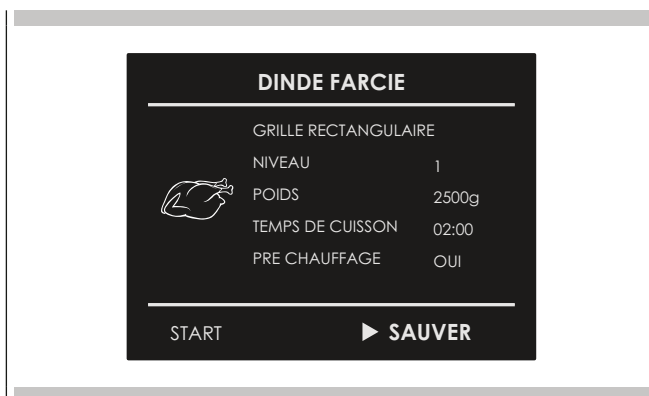 DINDE FARCIE
GRILLE RECTANGULAIRE
NIVEAU 1
POIDS 2500g
TEMPS DE CUISSON 02:00
PRE CHAUFFAGE OUI
START ▶ SAUVER